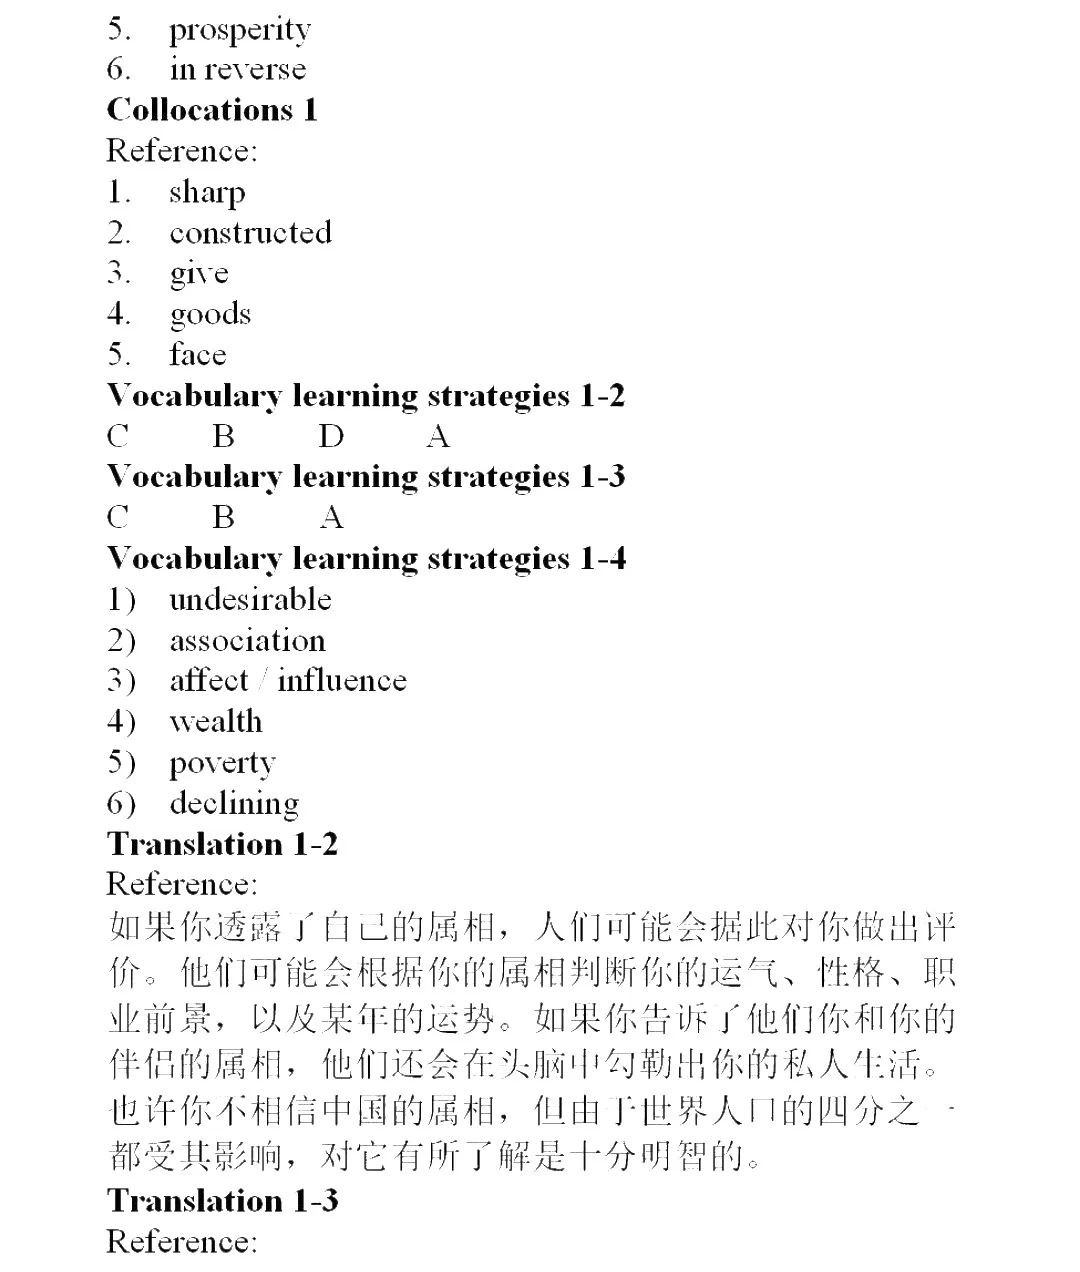 5. prosperity
6. in reverse
Collocations 1
Reference:
1. sharp
2. constructed
3. give
4. goods
5. face
Vocabulary learning strategies 1-2
C B D A
Vocabulary learning strategies 1-3
C B A
Vocabulary learning strategies 1-4
1) undesirable
2) association
3) affect / influence
4) wealth
5) poverty
6) declining
Translation 1-2
Reference:
如果你透露了自己的属相，人们可能会据此对你做出评
价。他们可能会根据你的属相判断你的运气、性格、职
业前景，以及某年的运势。如果你告诉了他们你和你的
伴侣的属相，他们还会在头脑中勾勒出你的私人生活。
也许你不相信中国的属相，但由于世界人口的四分之一
都受其影响，对它有所了解是十分明智的。
Translation 1-3
Reference: